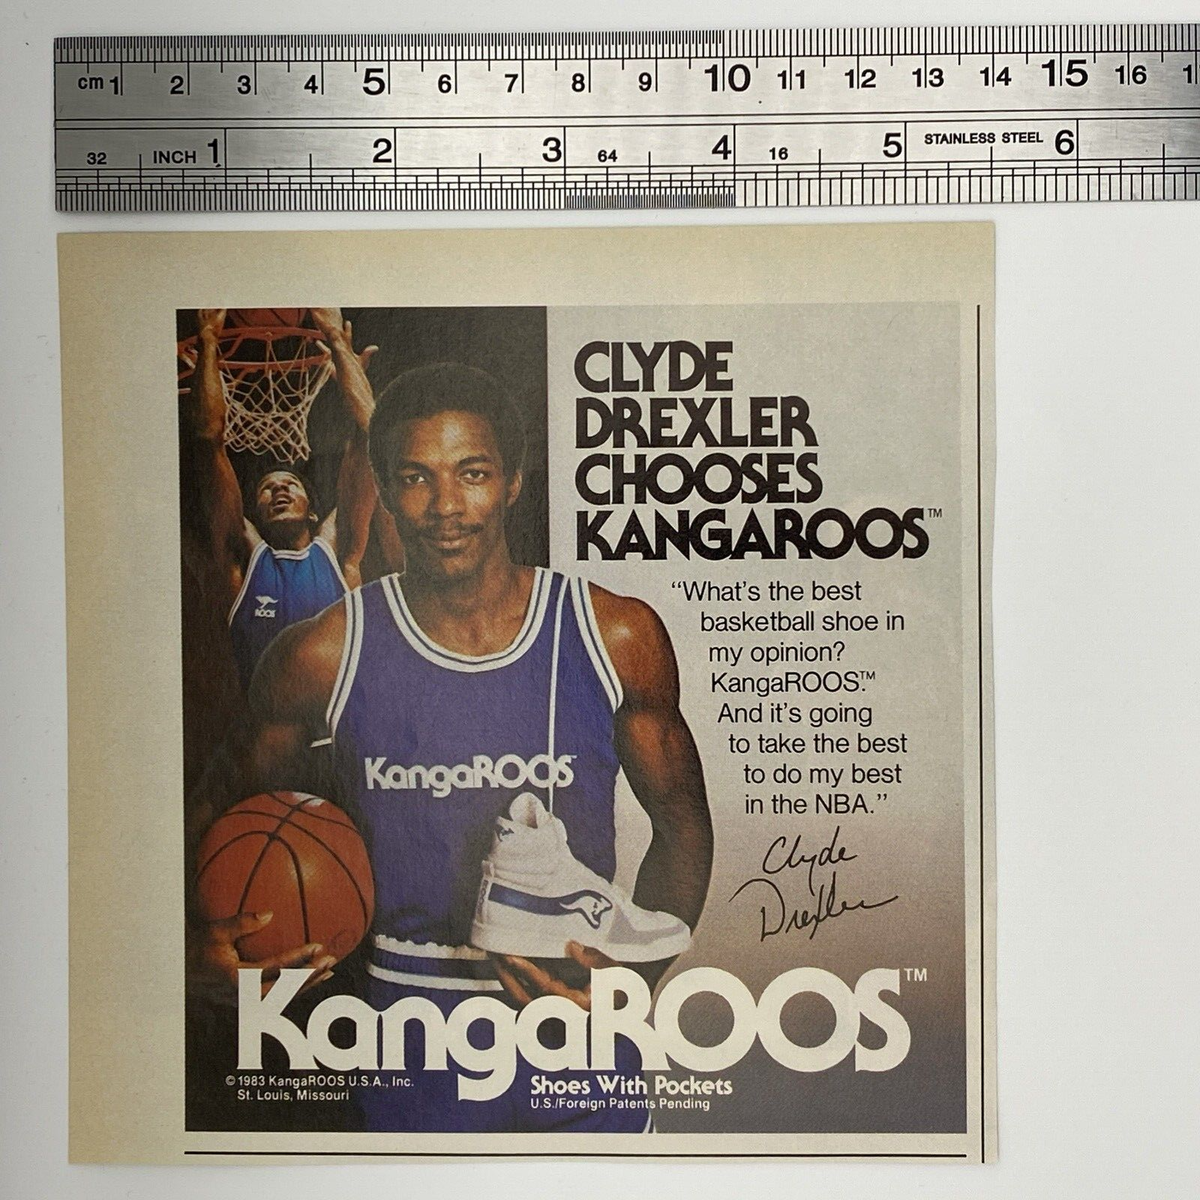 cm 1 2 3 4 5 6 7 8 9 10 11 12 13 14 15 16 1
32 INCH 1 2 3 64 4 16 5 STAINLESS STEEL 6
CLYDE
DREXLER
CHOOSES
KANGAROOS™
"What's the best
basketball shoe in
my opinion?
KangaROOS.™
And it's going
to take the best
to do my best
in the NBA."
Clyde
Drexler
ROOS
KangaROOS™
KangaROOS™
©1983 KangaROOS U.S.A., Inc.
St. Louis, Missouri
Shoes With Pockets
U.S./Foreign Patents Pending